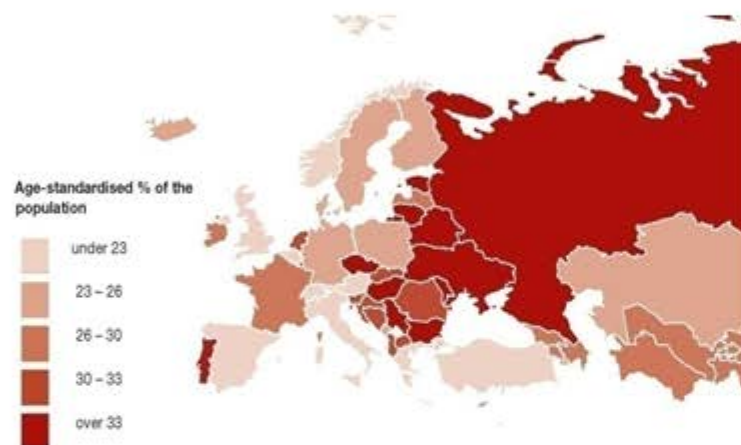 Age-standardised % of the
population
under 23
23 – 26
26 – 30
30 – 33
over 33